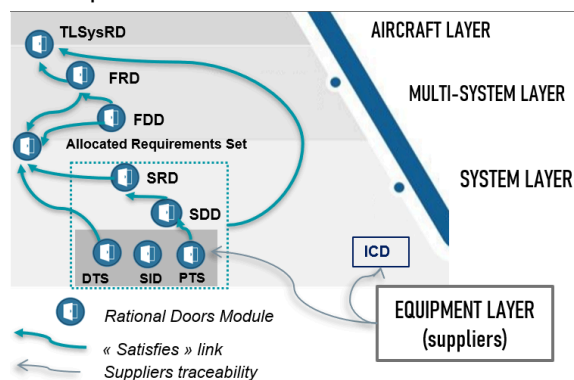 TLSysRD
AIRCRAFT LAYER
FRD
MULTI-SYSTEM LAYER
FDD
Allocated Requirements Set
SRD
SYSTEM LAYER
SDD
ICD
DTS
SID
PTS
EQUIPMENT LAYER
(suppliers)
Rational Doors Module
« Satisfies » link
Suppliers traceability